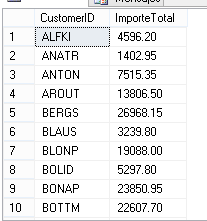 CustomerID ImporteTotal
1 ALFKI 4596.20
2 ANATR 1402.95
3 ANTON 7515.35
4 AROUT 13806.50
5 BERGS 26968.15
6 BLAUS 3239.80
7 BLONP 19088.00
8 BOLID 5297.80
9 BONAP 23850.95
10 BOTTM 22607.70